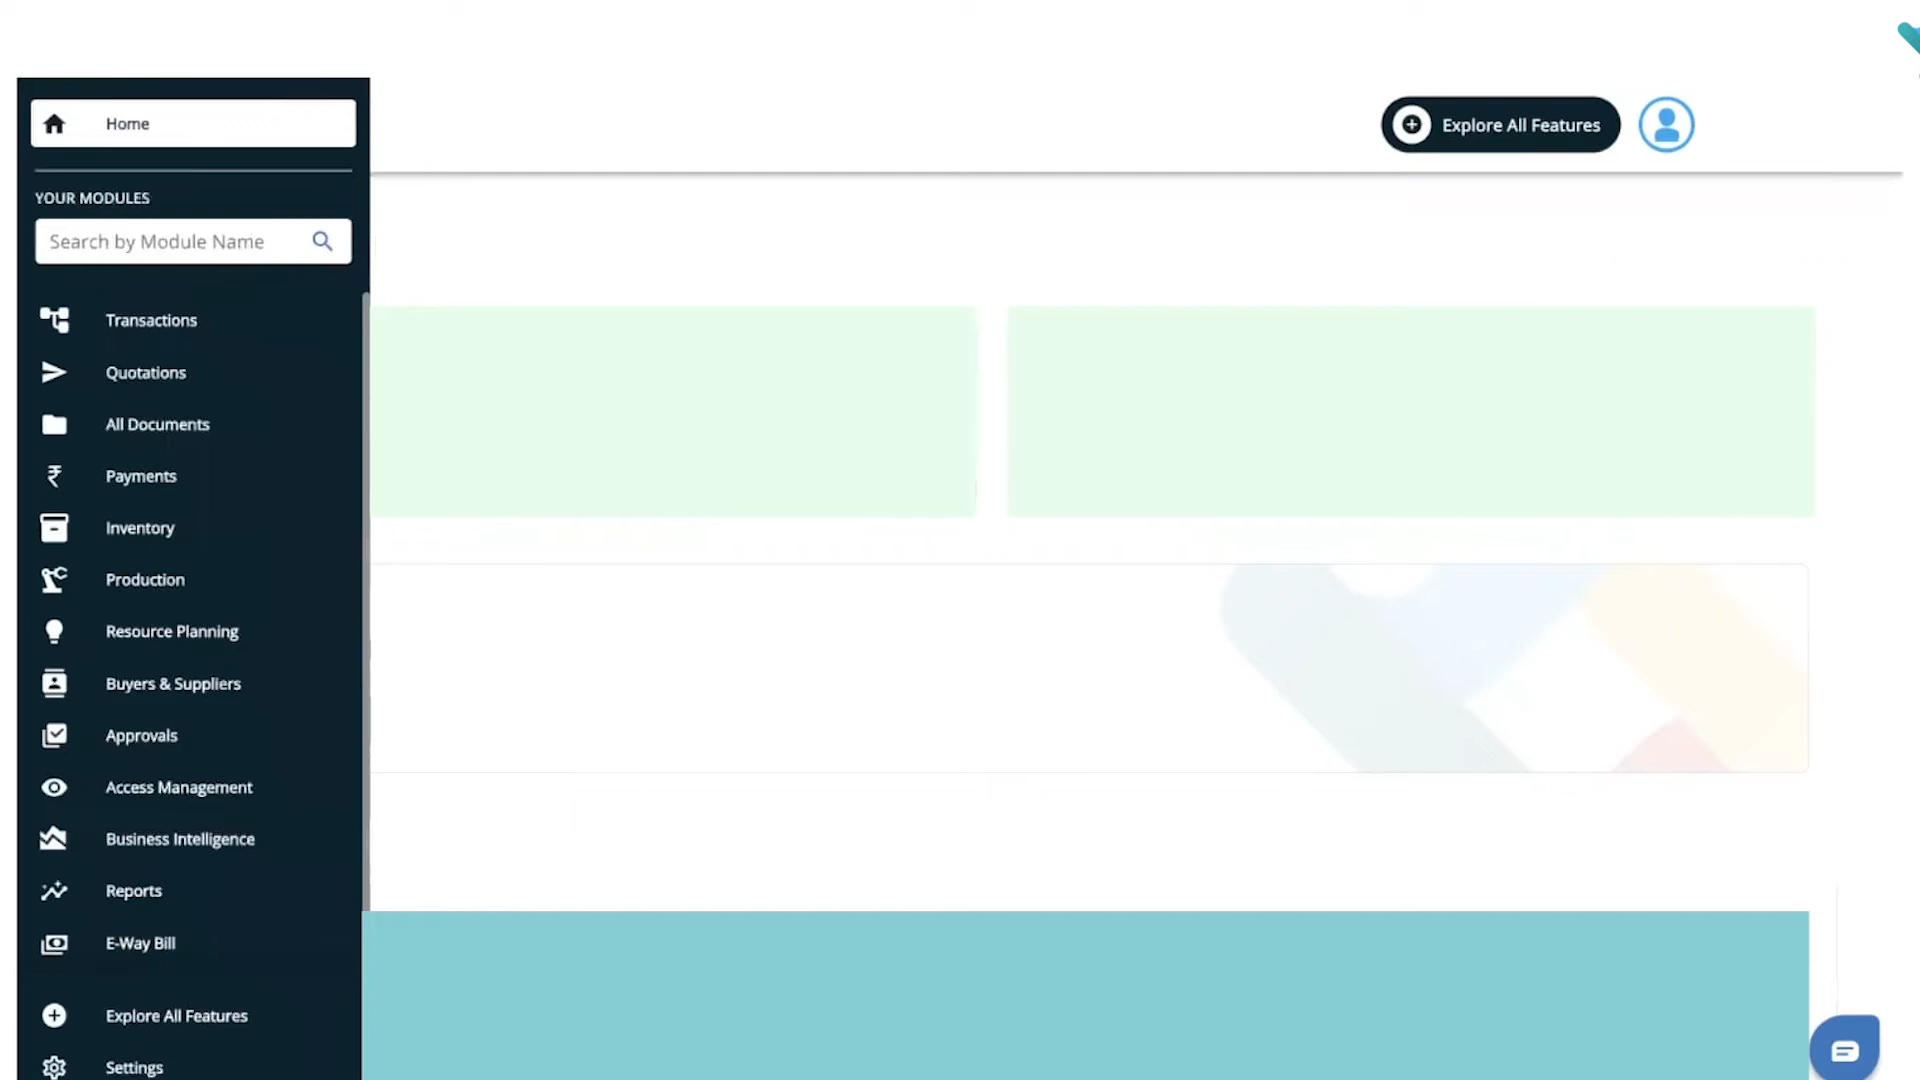 Home
Explore All Features
YOUR MODULES
Search by Module Name
Transactions
Quotations
All Documents
₹ Payments
Inventory
Production
Resource Planning
Buyers & Suppliers
Approvals
Access Management
Business Intelligence
Reports
E-Way Bill
Explore All Features
Settings